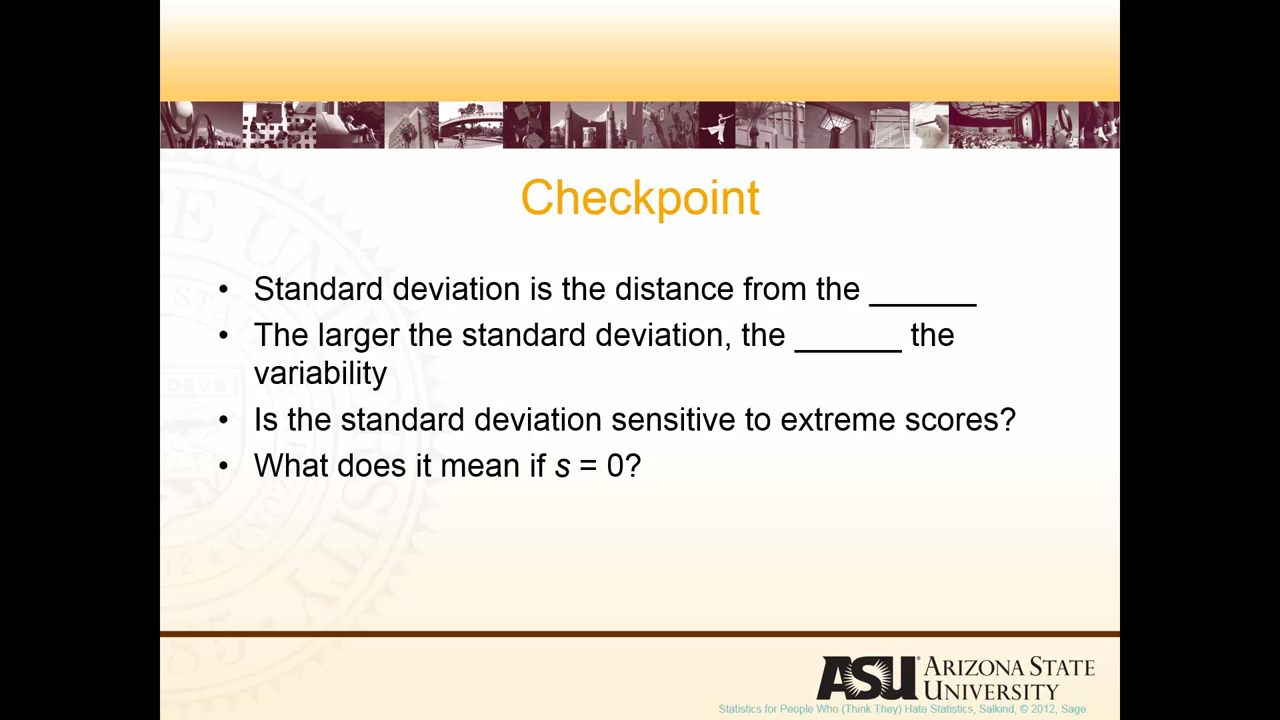 Checkpoint
• Standard deviation is the distance from the ______
• The larger the standard deviation, the ______ the
variability
• Is the standard deviation sensitive to extreme scores?
• What does it mean if s = 0?
ASU ARIZONA STATE
UNIVERSITY
Statistics for People Who (Think They) Hate Statistics, Salkind, © 2012, Sage